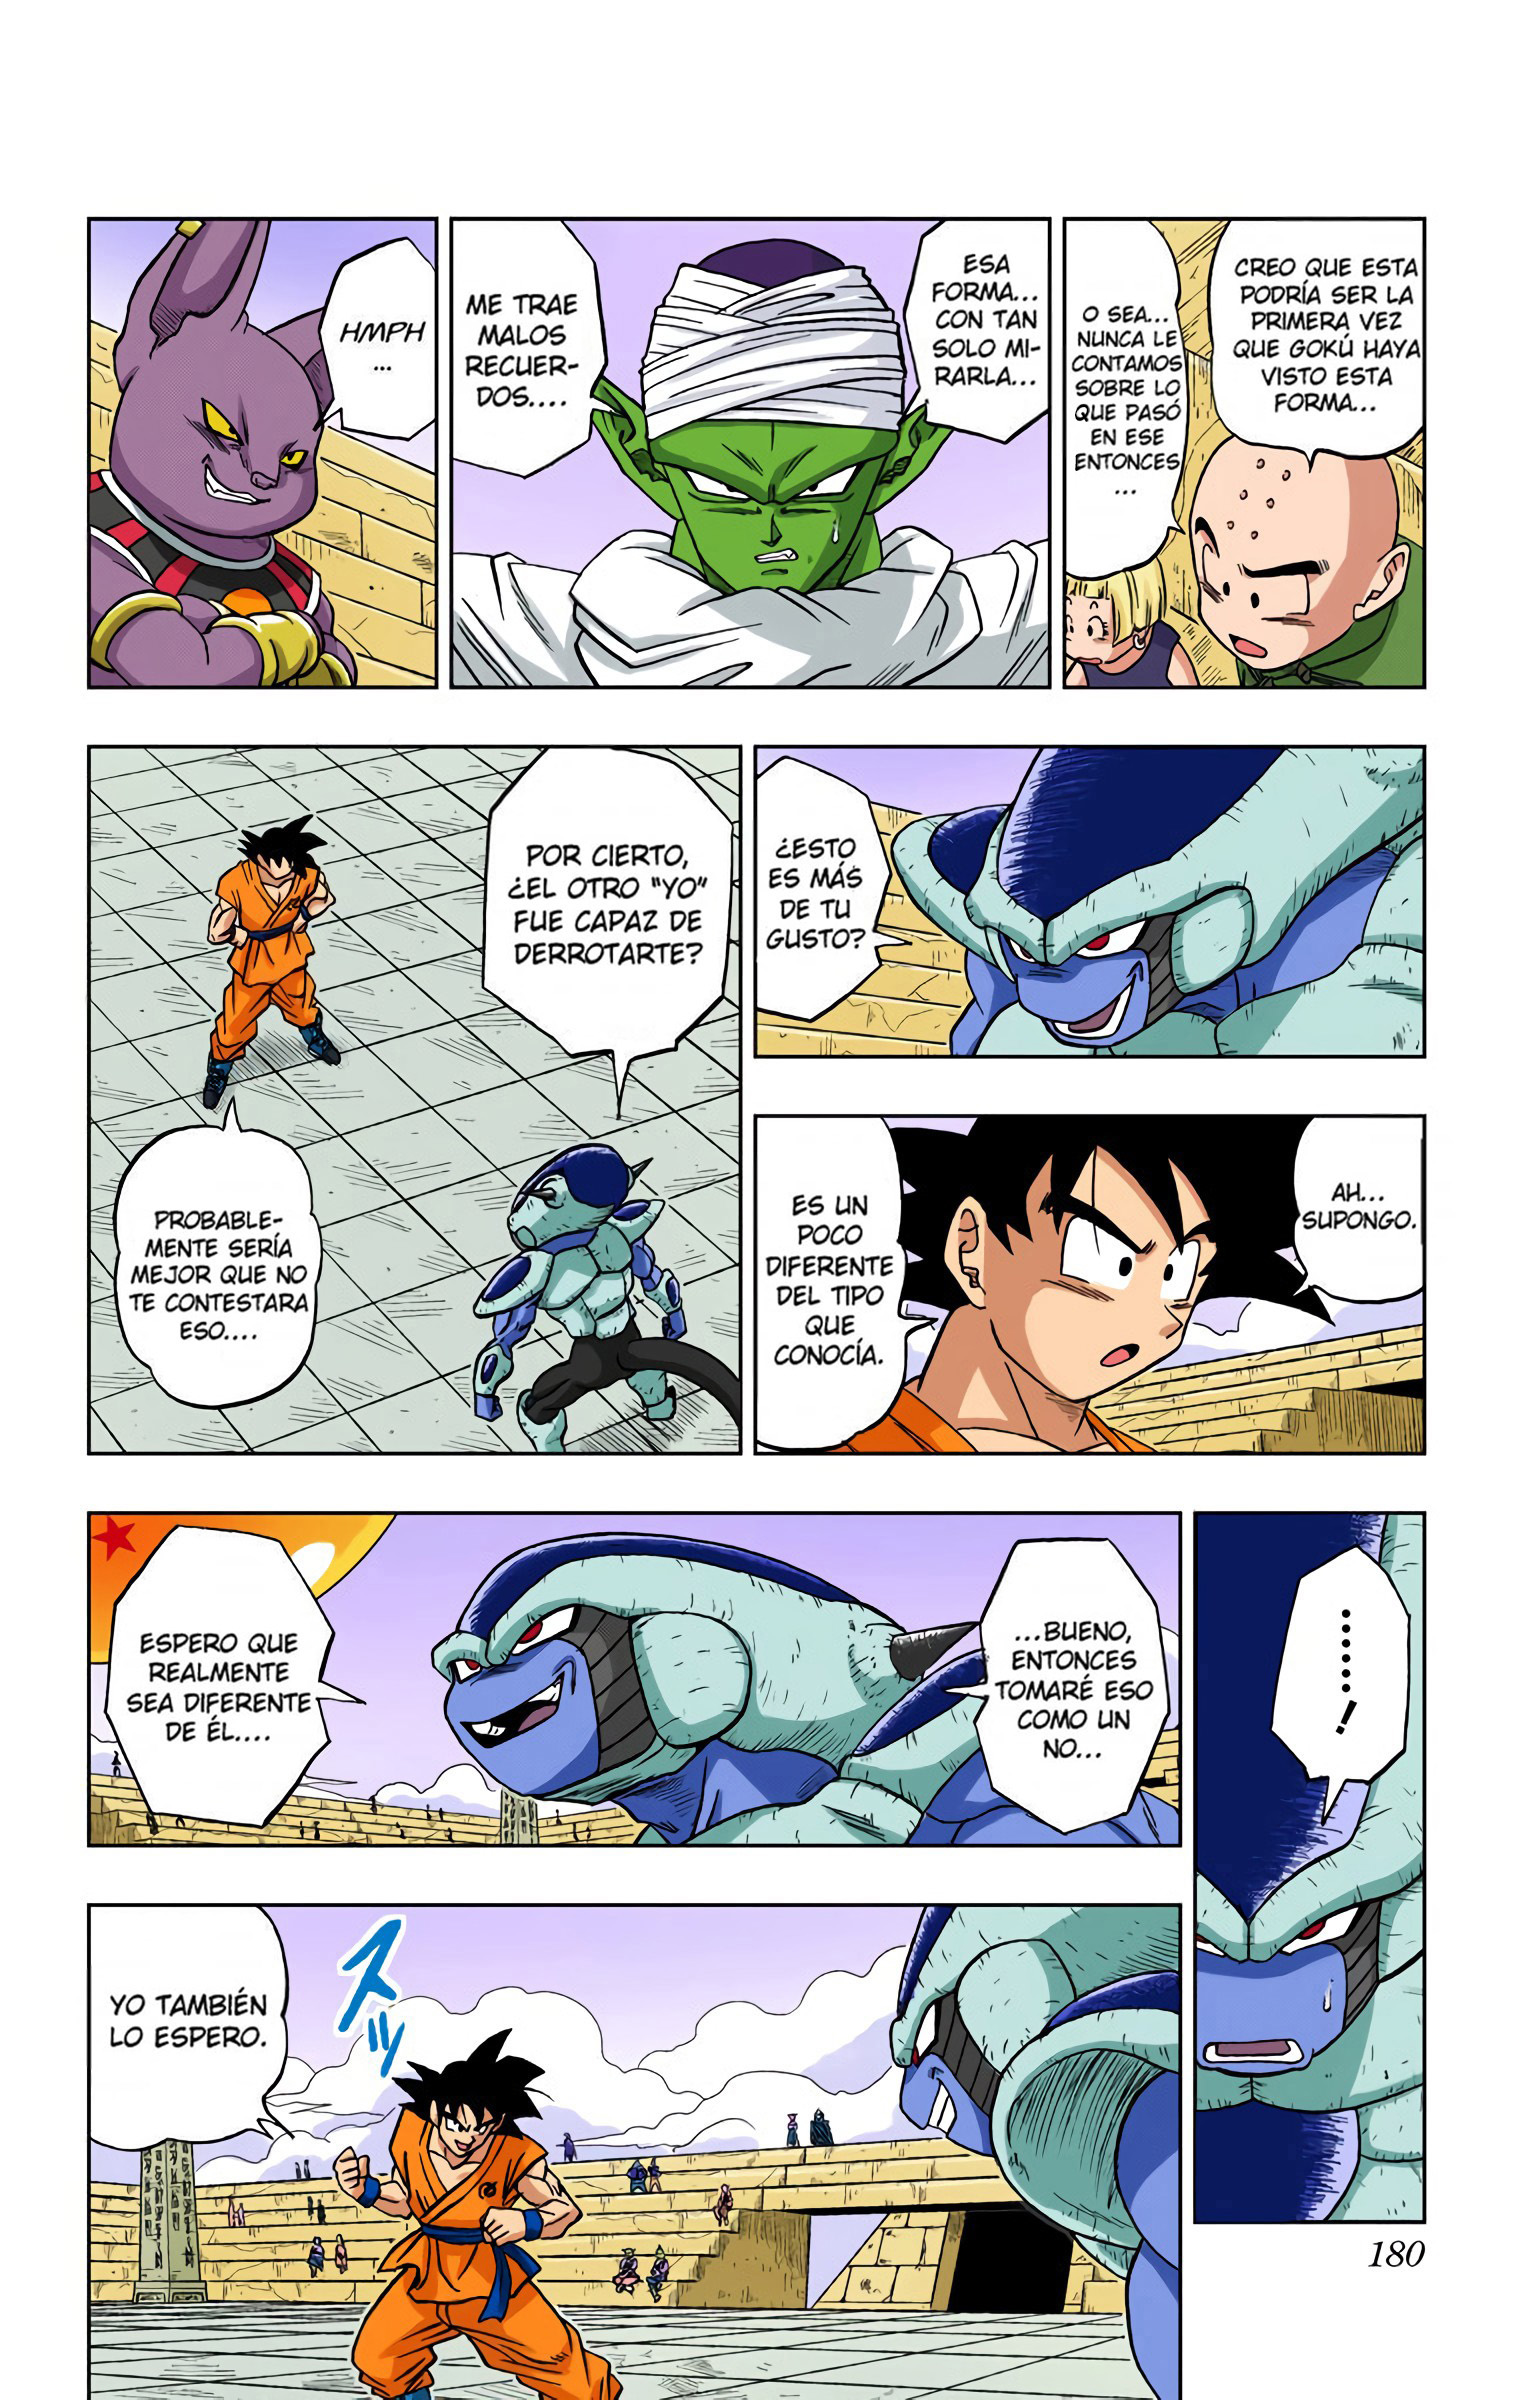 CREO QUE ESTA
PODRÍA SER LA
PRIMERA VEZ
QUE GOKÚ HAYA
VISTO ESTA
FORMA...
O SEA...
NUNCA LE
CONTAMOS
SOBRE LO
QUE PASÓ
EN ESE
ENTONCES
...
ESA
FORMA...
CON TAN
SOLO MI-
RARLA...
ME TRAE
MALOS
RECUER-
DOS....
HMPH
...
¿ESTO
ES MÁS
DE TU
GUSTO?
AH...
SUPONGO.
ES UN
POCO
DIFERENTE
DEL TIPO
QUE
CONOCÍA.
POR CIERTO,
¿EL OTRO "YO"
FUE CAPAZ DE
DERROTARTE?
PROBABLE-
MENTE SERÍA
MEJOR QUE NO
TE CONTESTARA
ESO....
......!
...BUENO,
ENTONCES
TOMARÉ ESO
COMO UN
NO...
ESPERO QUE
REALMENTE
SEA DIFERENTE
DE ÉL....
YO TAMBIÉN
LO ESPERO.
スッ
180